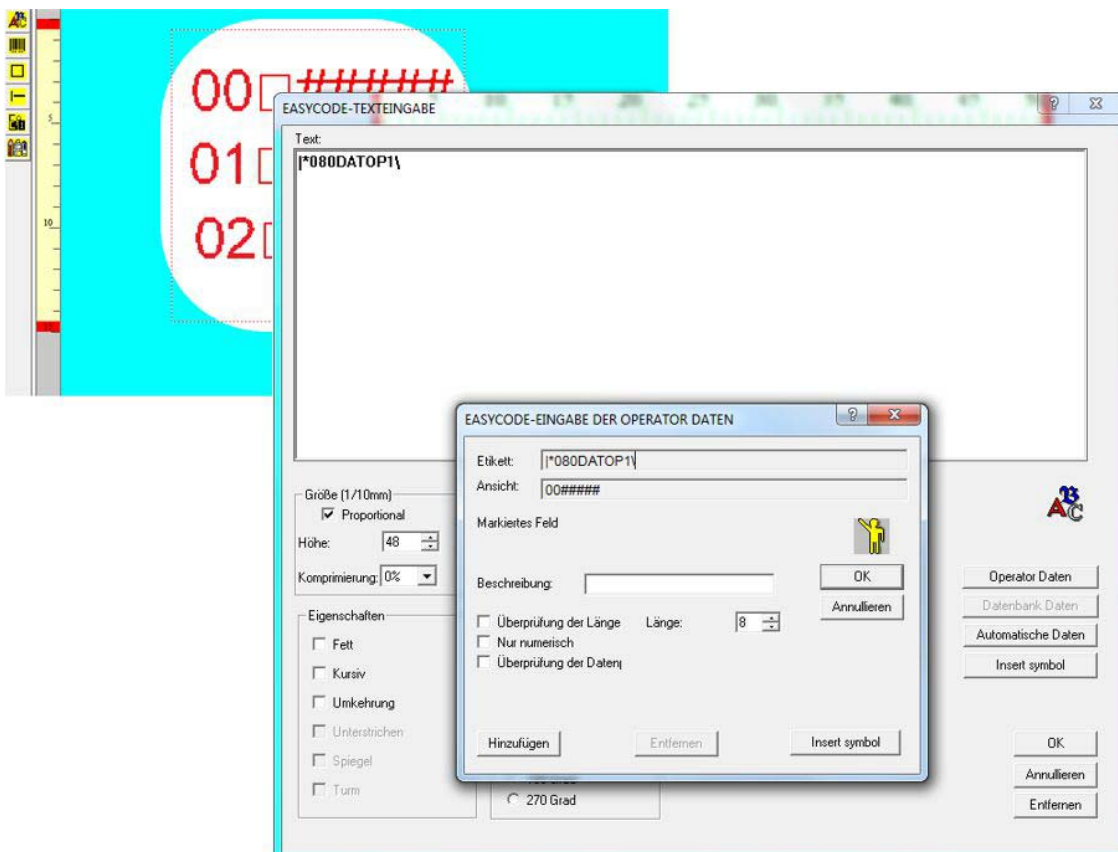 00□######
01□
02□
5
10
EASYCODE-TEXTEINGABE
Text:
|*080DATOP1\
EASYCODE-EINGABE DER OPERATOR DATEN
Etikett: |*080DATOP1\
Ansicht: 00#####
Markiertes Feld
Beschreibung:
OK
Annullieren
Überprüfung der Länge Länge: 8
Nur numerisch
Überprüfung der Daten
Hinzufügen Entfernen Insert symbol
Größe (1/10mm)
Proportional
Höhe: 48
Komprimierung: 0%
Eigenschaften
Fett
Kursiv
Umkehrung
Unterstrichen
Spiegel
Turm
270 Grad
ABC
Operator Daten
Datenbank Daten
Automatische Daten
Insert symbol
OK
Annullieren
Entfernen